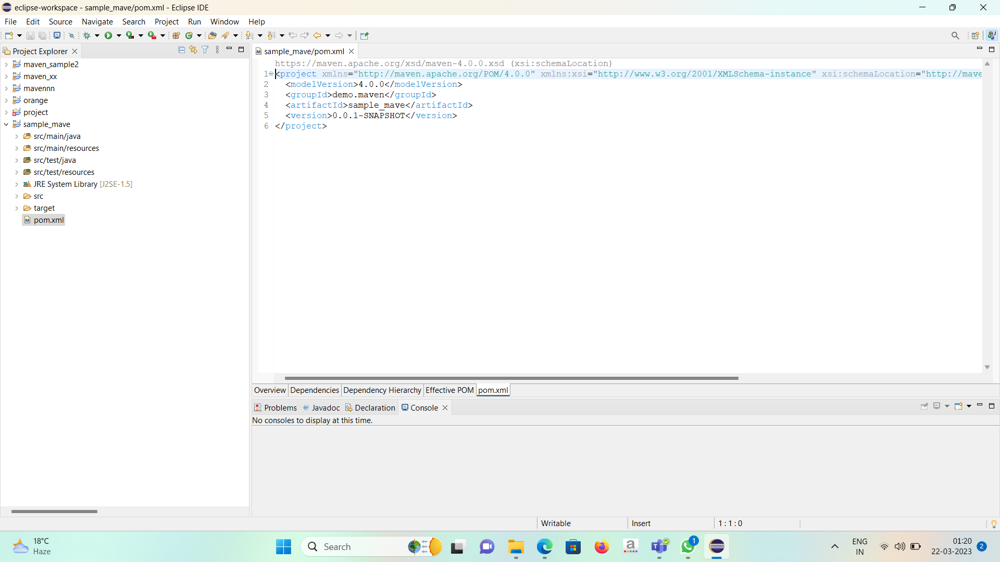 eclipse-workspace - sample_mave/pom.xml - Eclipse IDE
File Edit Source Navigate Search Project Run Window Help
Project Explorer
maven_sample2
maven_xx
mavennn
orange
project
sample_mave
src/main/java
src/main/resources
src/test/java
src/test/resources
JRE System Library [J2SE-1.5]
src
target
pom.xml
sample_mave/pom.xml
https://maven.apache.org/xsd/maven-4.0.0.xsd (xsi:schemaLocation)
1 <project xmlns="http://maven.apache.org/POM/4.0.0" xmlns:xsi="http://www.w3.org/2001/XMLSchema-instance" xsi:schemaLocation="http://mave
2 <modelVersion>4.0.0</modelVersion>
3 <groupId>demo.maven</groupId>
4 <artifactId>sample_mave</artifactId>
5 <version>0.0.1-SNAPSHOT</version>
6 </project>
Overview Dependencies Dependency Hierarchy Effective POM pom.xml
Problems @ Javadoc Declaration Console
No consoles to display at this time.
Writable Insert 1 : 1 : 0
18°C
Haze
Search
1
ENG
IN
01:20
22-03-2023
2